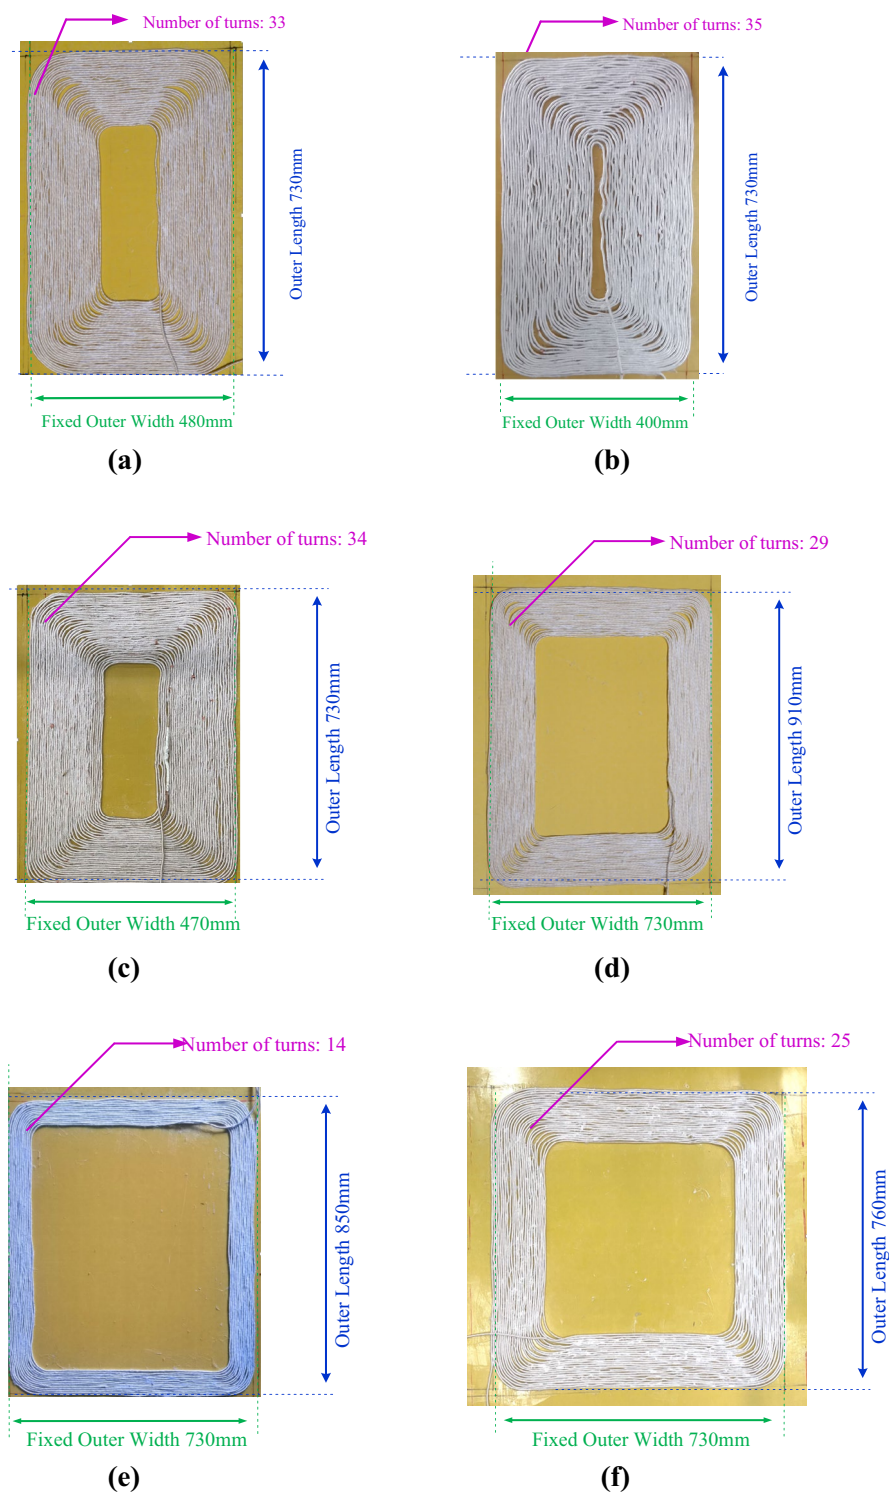 Number of turns: 33
Outer Length 730mm
Fixed Outer Width 480mm
(a)
Number of turns: 35
Outer Length 730mm
Fixed Outer Width 400mm
(b)
Number of turns: 34
Outer Length 730mm
Fixed Outer Width 470mm
(c)
Number of turns: 29
Outer Length 910mm
Fixed Outer Width 730mm
(d)
Number of turns: 14
Outer Length 850mm
Fixed Outer Width 730mm
(e)
Number of turns: 25
Outer Length 760mm
Fixed Outer Width 730mm
(f)